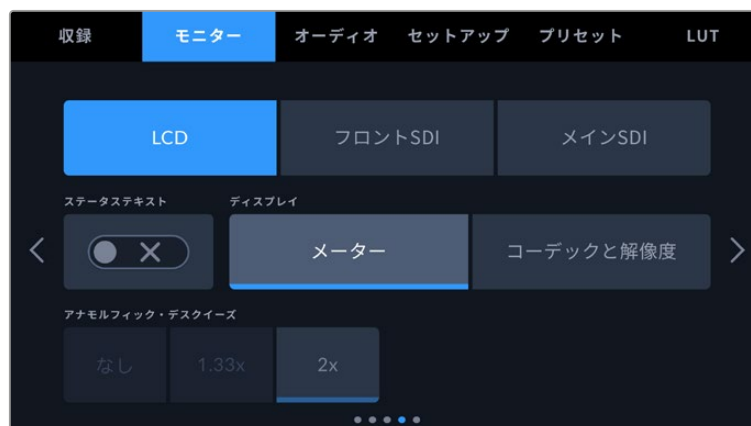 収録 モニター オーディオ セットアップ プリセット LUT
LCD フロントSDI メインSDI
ステータステキスト ディスプレイ
メーター コーデックと解像度
アナモルフィック・デスクイーズ
なし 1.33x 2x